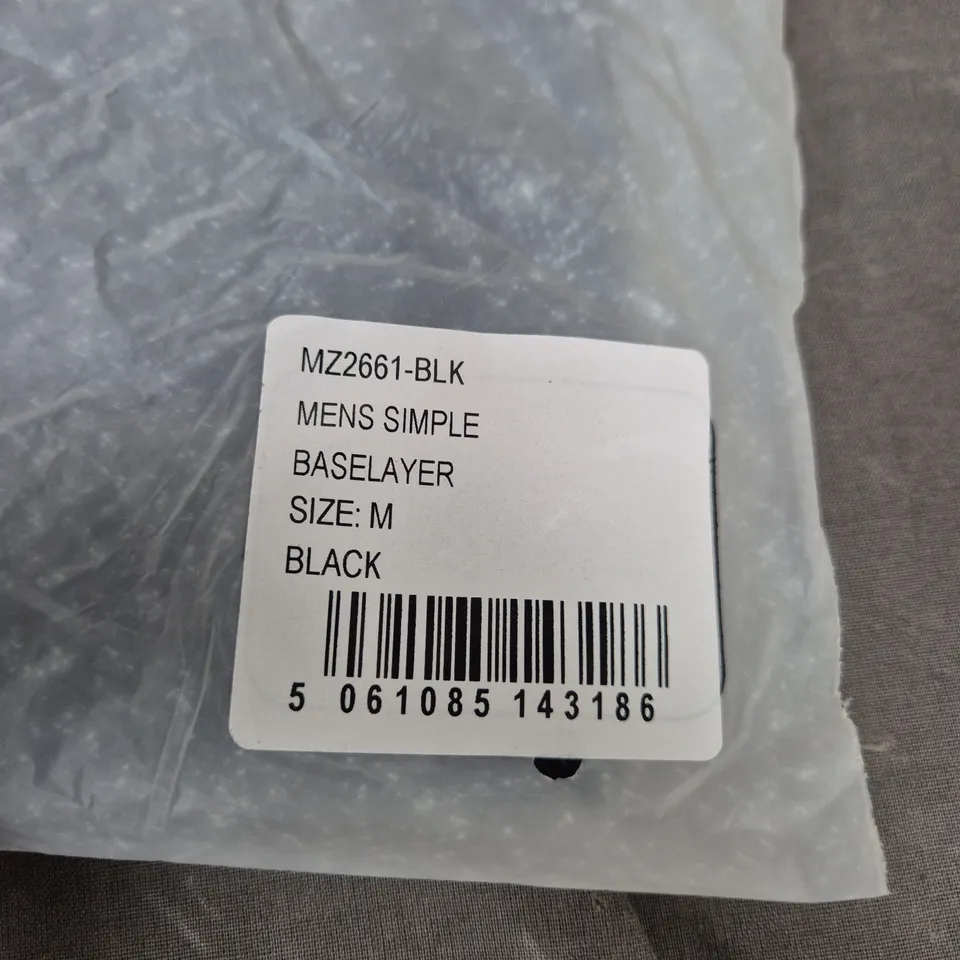 MZ2661-BLK
MENS SIMPLE
BASELAYER
SIZE: M
BLACK
5 061085 143186